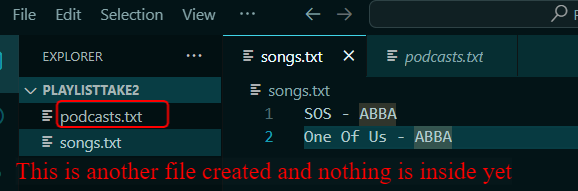 File Edit Selection View ...
EXPLORER
PLAYLISTTAKE2
podcasts.txt
songs.txt
songs.txt
podcasts.txt
songs.txt
1 SOS - ABBA
2 One Of Us - ABBA
This is another file created and nothing is inside yet